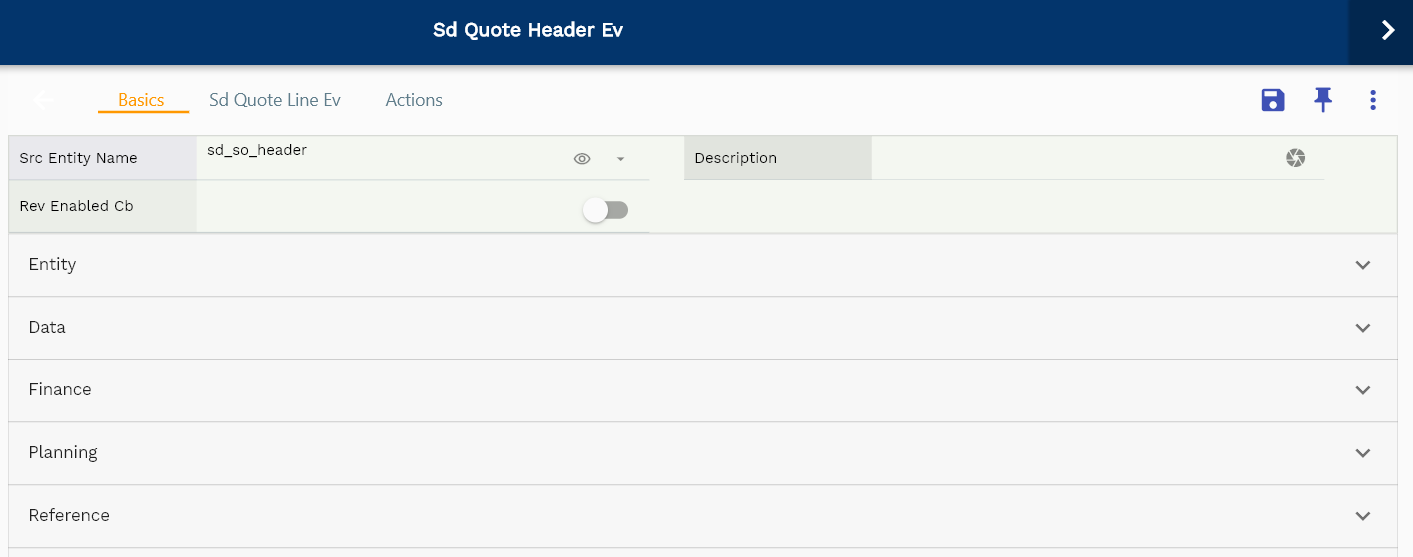 Sd Quote Header Ev
Basics Sd Quote Line Ev Actions
Src Entity Name sd_so_header Description
Rev Enabled Cb
Entity
Data
Finance
Planning
Reference